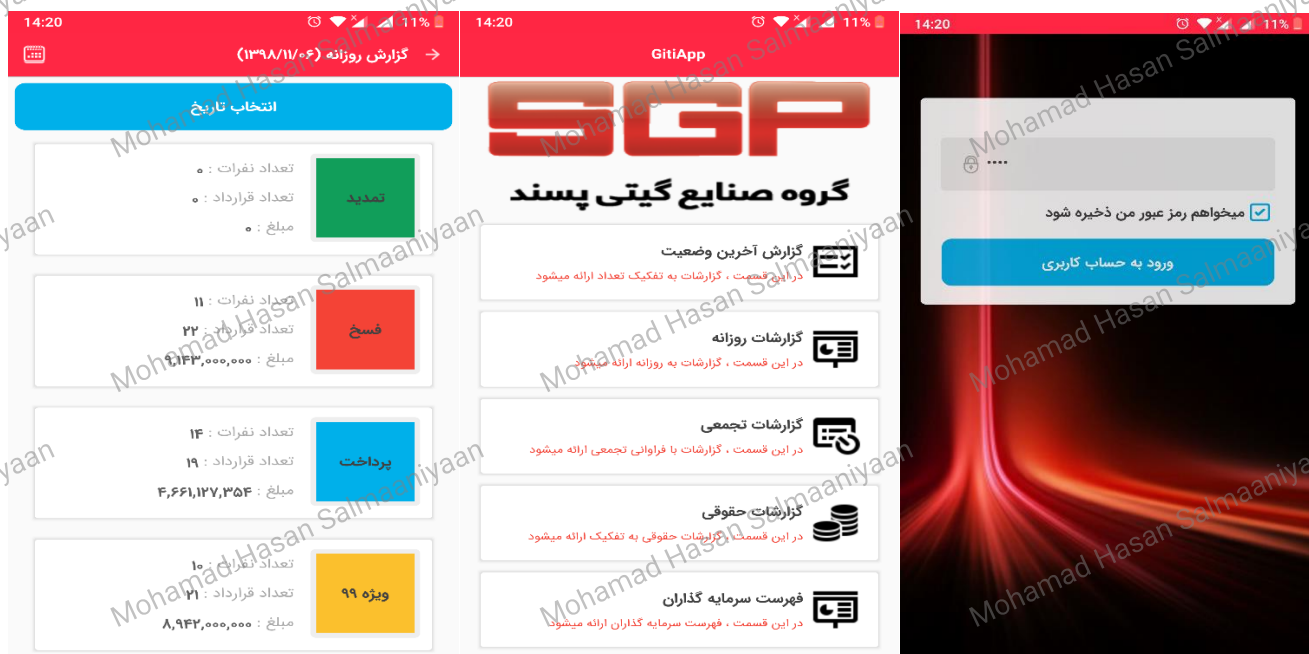 14:20
11%
گزارش روزانه (۱۳۹۸/۱۱/۰۶)
انتخاب تاریخ
تمدید
تعداد نفرات : ۰
تعداد قرارداد : ۰
مبلغ : ۰
فسخ
تعداد نفرات : ۱۱
تعداد قرارداد : ۲۲
مبلغ : ۹,۱۴۳,۰۰۰,۰۰۰
پرداخت
تعداد نفرات : ۱۴
تعداد قرارداد : ۱۹
مبلغ : ۴,۶۶۱,۱۲۷,۳۵۴
ویژه ۹۹
تعداد نفرات : ۱۰
تعداد قرارداد : ۲۱
مبلغ : ۸,۹۴۲,۰۰۰,۰۰۰
14:20
11%
GitiApp
SGP
گروه صنایع گیتی پسند
گزارش آخرین وضعیت
در این قسمت ، گزارشات به تفکیک تعداد ارائه میشود
گزارشات روزانه
در این قسمت ، گزارشات به روزانه ارائه میشود
گزارشات تجمعی
در این قسمت ، گزارشات با فراوانی تجمعی ارائه میشود
گزارشات حقوقی
در این قسمت ، گزارشات حقوقی به تفکیک ارائه میشود
فهرست سرمایه گذاران
در این قسمت ، فهرست سرمایه گذاران ارائه میشود
14:20
11%
••••
میخواهم رمز عبور من ذخیره شود
ورود به حساب کاربری
Mohamad Hasan Salmaaniyaan